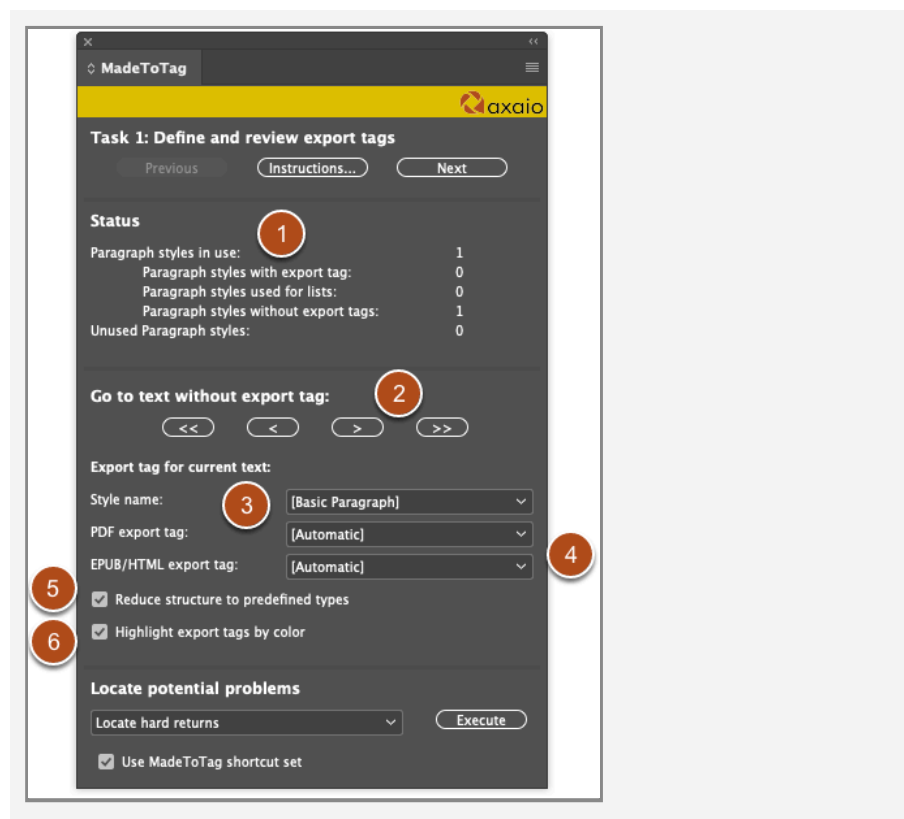 MadeToTag
axaio
Task 1: Define and review export tags
Previous Instructions... Next
Status
1
Paragraph styles in use: 1
Paragraph styles with export tag: 0
Paragraph styles used for lists: 0
Paragraph styles without export tags: 1
Unused Paragraph styles: 0
Go to text without export tag:
2
<< < > >>
Export tag for current text:
Style name: 3 [Basic Paragraph]
PDF export tag: [Automatic]
EPUB/HTML export tag: [Automatic] 4
5 Reduce structure to predefined types
6 Highlight export tags by color
Locate potential problems
Locate hard returns Execute
Use MadeToTag shortcut set